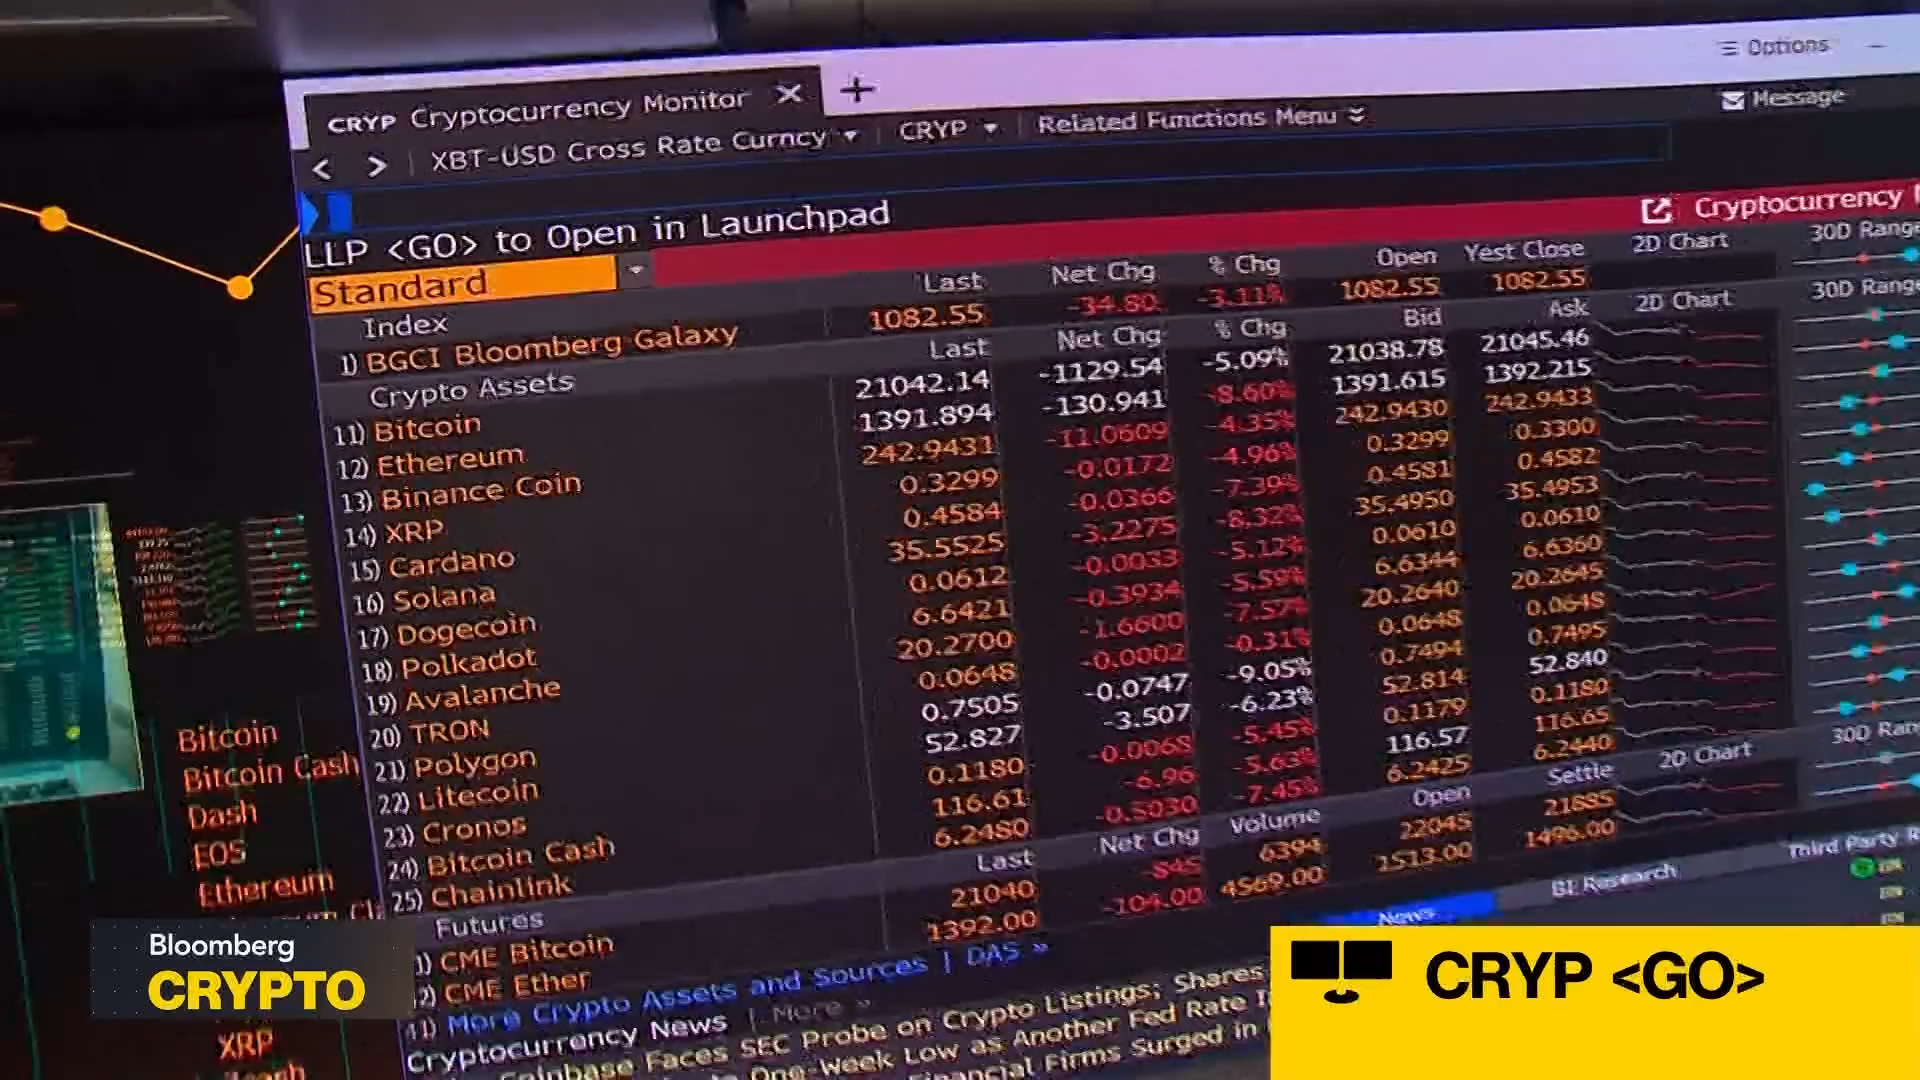 Options
CRYP Cryptocurrency Monitor
Message
XBT-USD Cross Rate Curncy CRYP Related Functions Menu
LLP <GO> to Open in Launchpad
Cryptocurrency
Standard
Index Last Net Chg % Chg Open Yest Close 2D Chart 30D Range
1) BGCI Bloomberg Galaxy 1082.55 -34.80 -3.11% 1082.55 1082.55
Crypto Assets Last Net Chg % Chg Bid Ask 2D Chart 30D Range
11) Bitcoin 21042.14 -1129.54 -5.09% 21038.78 21045.46
12) Ethereum 1391.894 -130.941 -8.60% 1391.615 1392.215
13) Binance Coin 242.9431 -11.0609 -4.35% 242.9430 242.9433
14) XRP 0.3299 -0.0172 -4.96% 0.3299 0.3300
15) Cardano 0.4584 -0.0366 -7.39% 0.4581 0.4582
16) Solana 35.5525 -3.2275 -8.32% 35.4950 35.4953
17) Dogecoin 0.0612 -0.0033 -5.12% 0.0610 0.0610
18) Polkadot 6.6421 -0.3934 -5.59% 6.6344 6.6360
19) Avalanche 20.2700 -1.6600 -7.57% 20.2640 20.2645
20) TRON 0.0648 -0.0002 -0.31% 0.0648 0.0648
21) Polygon 0.7505 -0.0747 -9.05% 0.7494 0.7495
22) Litecoin 52.827 -3.507 -6.23% 52.814 52.840
23) Cronos 0.1180 -0.0068 -5.45% 0.1179 0.1180
24) Bitcoin Cash 116.61 -6.96 -5.63% 116.57 116.65
25) Chainlink 6.2480 -0.5030 -7.45% 6.2425 6.2440
Futures Last Net Chg Volume Open Settle 2D Chart
CME Bitcoin 21040 -845 6394 22045 21885
CME Ether 1392.00 -104.00 4569.00 1513.00 1496.00
More Crypto Assets and Sources | DAS »
Cryptocurrency News | More »
News BI Research Third Party
Coinbase Faces SEC Probe on Crypto Listings; Shares
One-Week Low as Another Fed Rate
Financial Firms Surged in
Bitcoin
Bitcoin Cash
Dash
EOS
Ethereum
XRP
Bloomberg
CRYPTO
CRYP <GO>